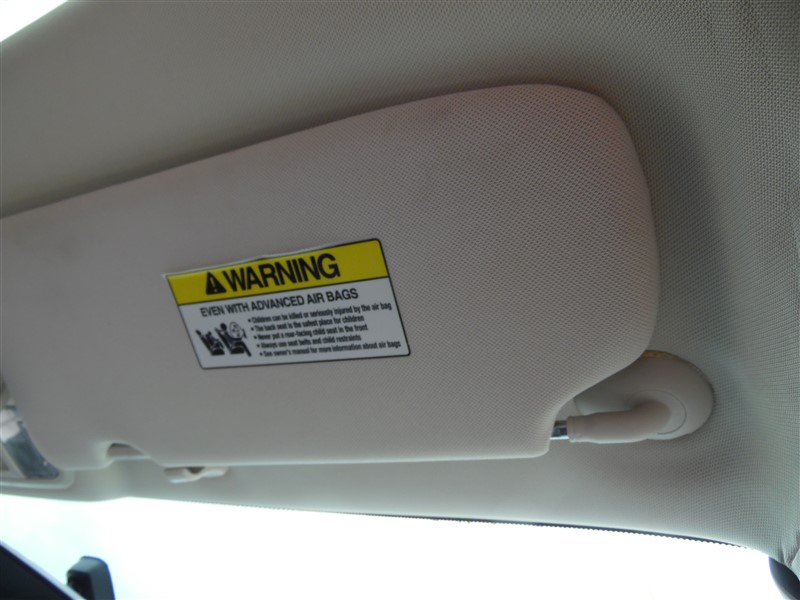 WARNING
EVEN WITH ADVANCED AIR BAGS
• Children can be killed or seriously injured by the air bag
• The back seat is the safest place for children
• Never put a rear-facing child seat in the front
• Always use seat belts and child restraints
• See owner's manual for more information about air bags